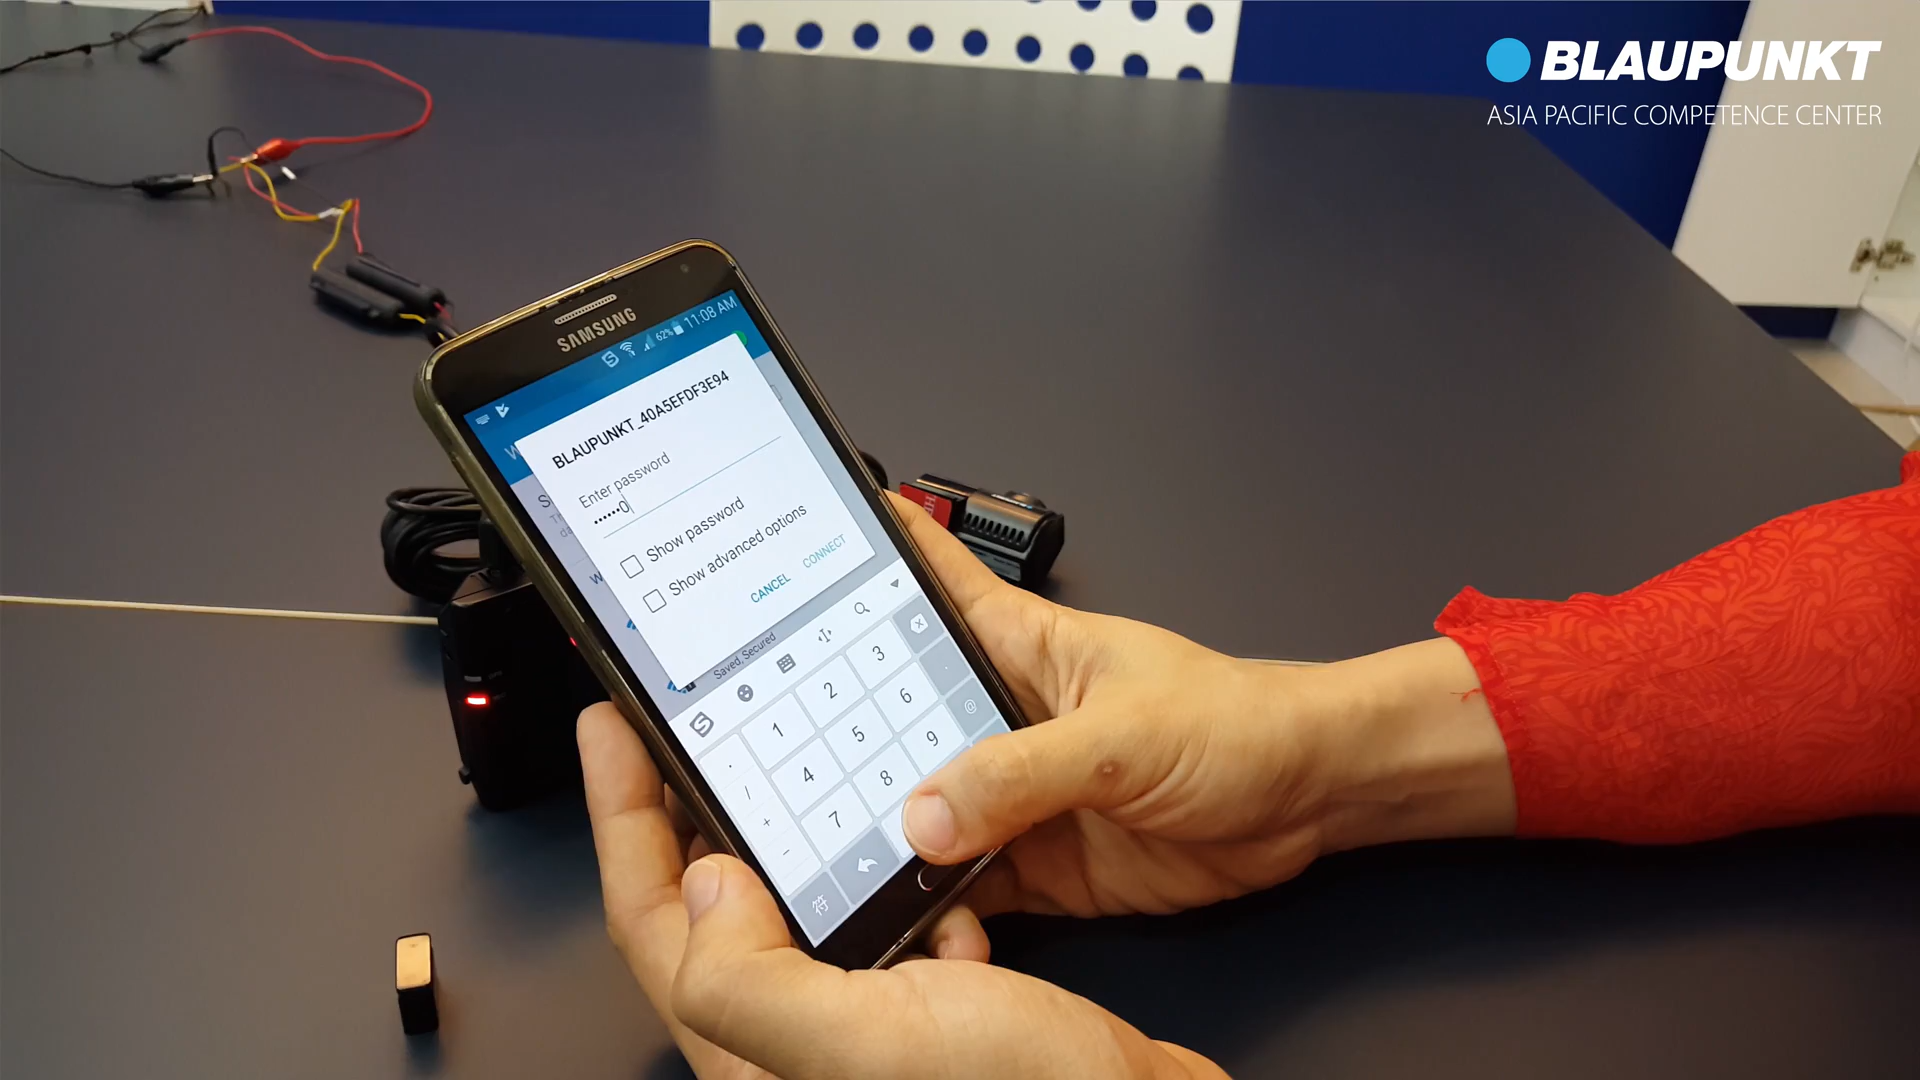 BLAUPUNKT
ASIA PACIFIC COMPETENCE CENTER
SAMSUNG
62% 11:08 AM
BLAUPUNKT_40A5EFDF3E94
Enter password
••••••0
Show password
Show advanced options
CANCEL CONNECT
Saved, Secured
1 2 3
4 5 6
7 8 9
. / + −
@
符